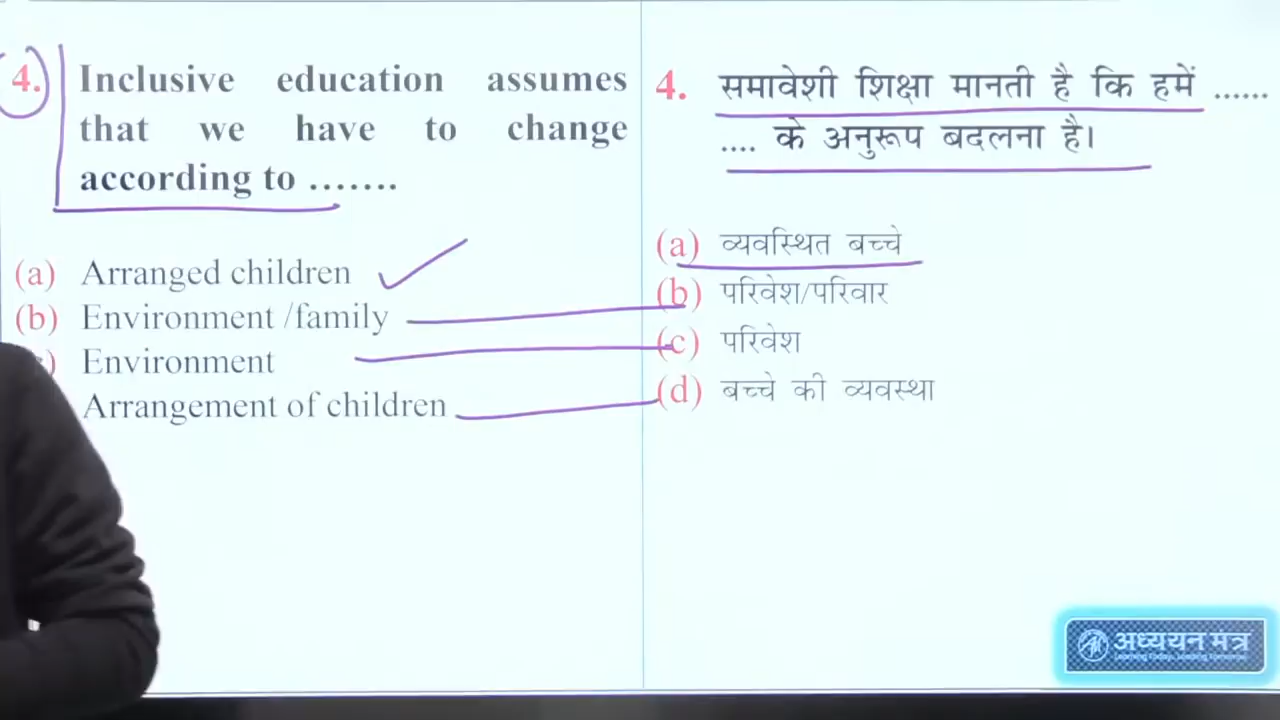 4. Inclusive education assumes
that we have to change
according to .......
(a) Arranged children
(b) Environment /family
) Environment
Arrangement of children
4. समावेशी शिक्षा मानती है कि हमें ......
.... के अनुरूप बदलना है।
(a) व्यवस्थित बच्चे
(b) परिवेश/परिवार
(c) परिवेश
(d) बच्चे की व्यवस्था
अध्ययन मंत्र